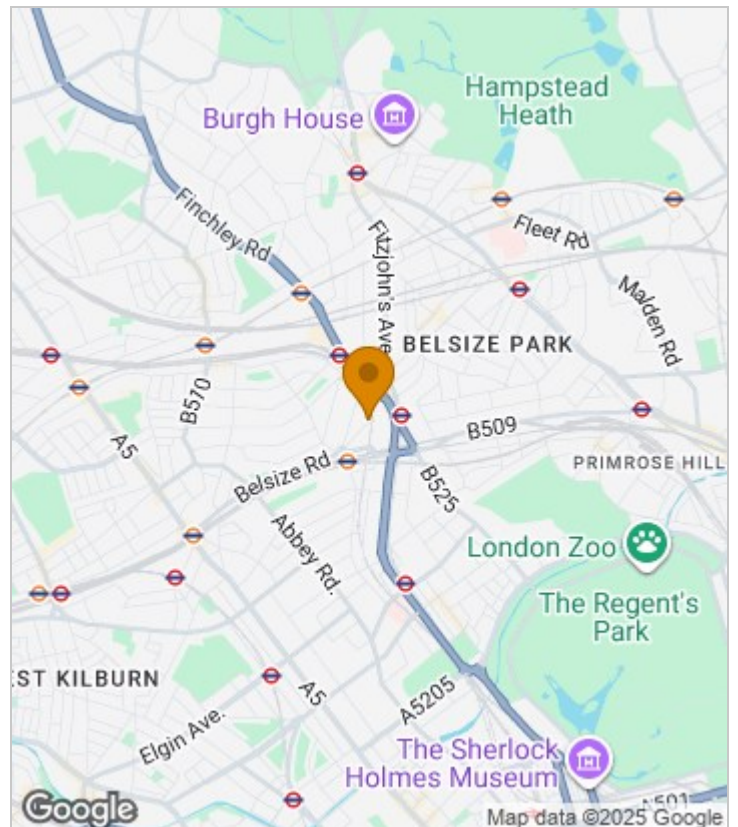 Hampstead
Heath
Burgh House
Finchley Rd
Fitzjohn's Ave
Fleet Rd
Malden Rd
BELSIZE PARK
B570
A5
B509
Belsize Rd
B525
PRIMROSE HILL
Abbey Rd.
London Zoo
The Regent's
Park
EST KILBURN
A5
A5205
Elgin Ave.
The Sherlock
Holmes Museum
A501
Google
Map data ©2025 Google